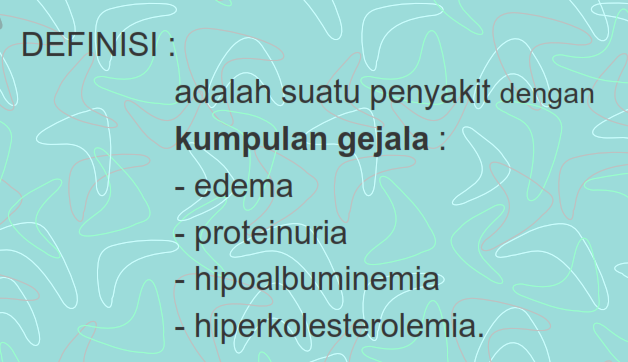 DEFINISI :
adalah suatu penyakit dengan
kumpulan gejala :
- edema
- proteinuria
- hipoalbuminemia
- hiperkolesterolemia.